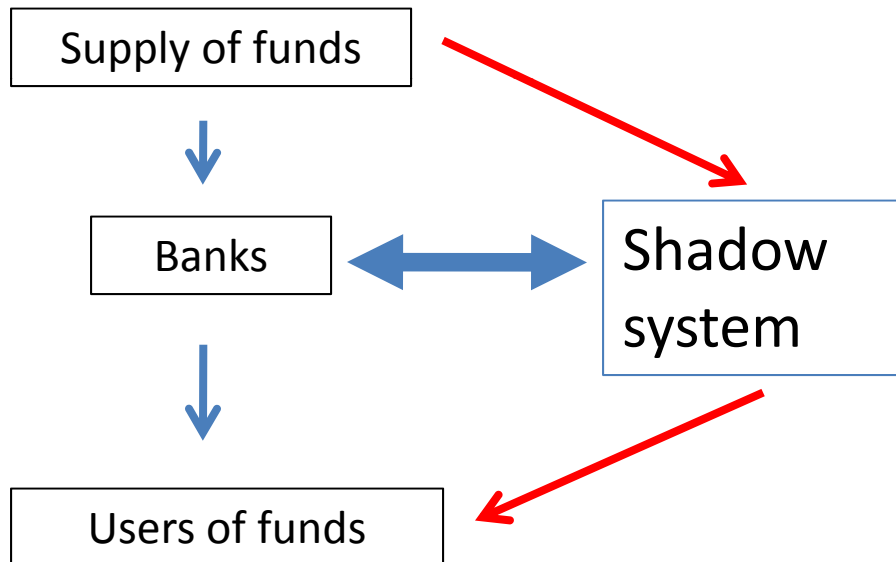 Supply of funds
Banks
Shadow
system
Users of funds